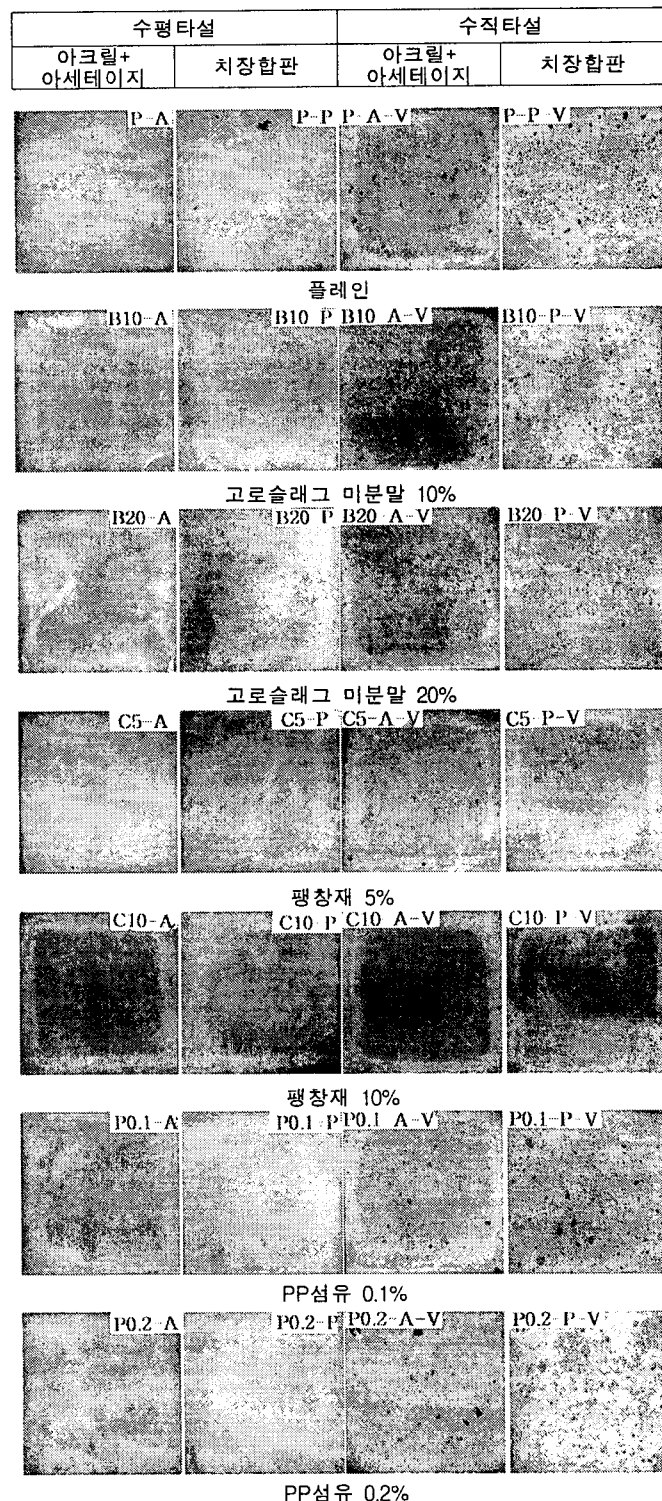 수평타설 수직타설
아크릴+
아세테이지 치장합판 아크릴+
아세테이지 치장합판
P-A P-P P-A-V P-P-V
플레인
B10-A B10-P B10-A-V B10-P-V
고로슬래그 미분말 10%
B20-A B20-P B20-A-V B20-P-V
고로슬래그 미분말 20%
C5-A C5-P C5-A-V C5-P-V
팽창재 5%
C10-A C10-P C10-A-V C10-P-V
팽창재 10%
P0.1-A P0.1-P P0.1-A-V P0.1-P-V
PP섬유 0.1%
P0.2-A P0.2-P P0.2-A-V P0.2-P-V
PP섬유 0.2%